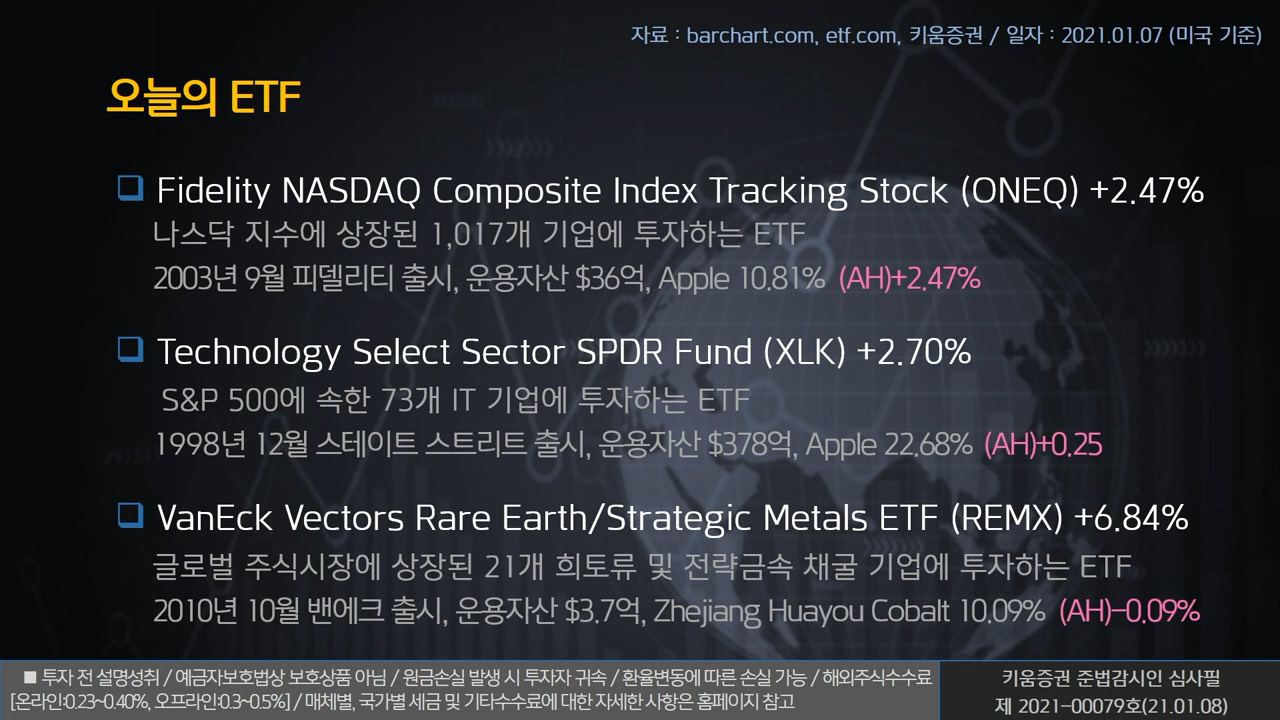 자료 : barchart.com, etf.com, 키움증권 / 일자 : 2021.01.07 (미국 기준)
오늘의 ETF
❑ Fidelity NASDAQ Composite Index Tracking Stock (ONEQ) +2.47%
나스닥 지수에 상장된 1,017개 기업에 투자하는 ETF
2003년 9월 피델리티 출시, 운용자산 $36억, Apple 10.81% (AH)+2.47%
❑ Technology Select Sector SPDR Fund (XLK) +2.70%
S&P 500에 속한 73개 IT 기업에 투자하는 ETF
1998년 12월 스테이트 스트리트 출시, 운용자산 $378억, Apple 22.68% (AH)+0.25
❑ VanEck Vectors Rare Earth/Strategic Metals ETF (REMX) +6.84%
글로벌 주식시장에 상장된 21개 희토류 및 전략금속 채굴 기업에 투자하는 ETF
2010년 10월 밴에크 출시, 운용자산 $3.7억, Zhejiang Huayou Cobalt 10.09% (AH)-0.09%
■ 투자 전 설명성취 / 예금자보호법상 보호상품 아님 / 원금손실 발생 시 투자자 귀속 / 환율변동에 따른 손실 가능 / 해외주식수수료
[온라인:0.23~0.40%, 오프라인:0.3~0.5%] / 매체별, 국가별 세금 및 기타수수료에 대한 자세한 사항은 홈페이지 참고
키움증권 준법감시인 심사필
제 2021-00079호(21.01.08)